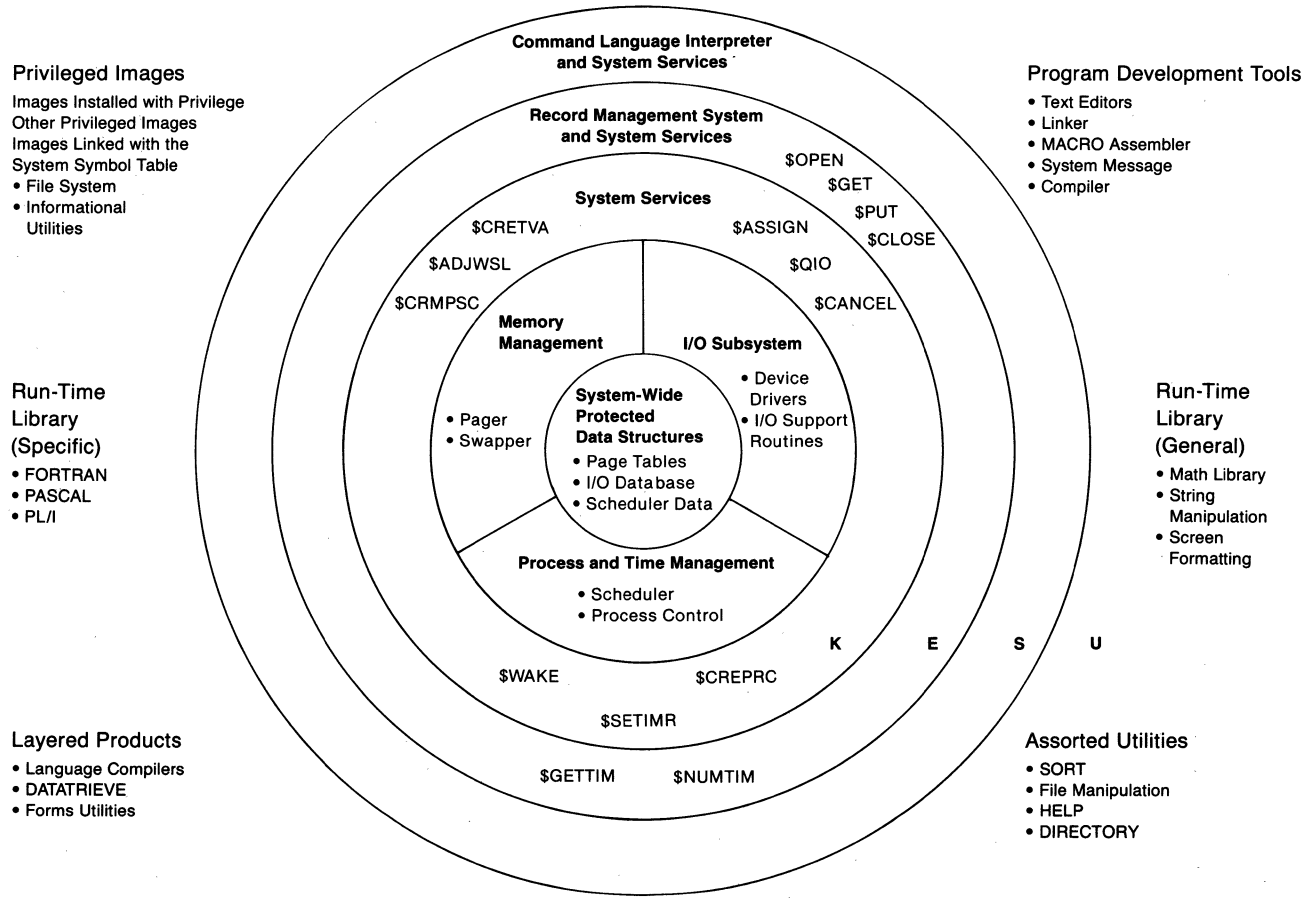 Command Language Interpreter
and System Services
Privileged Images
Images Installed with Privilege
Other Privileged Images
Images Linked with the
System Symbol Table
• File System
• Informational
Utilities
Program Development Tools
• Text Editors
• Linker
• MACRO Assembler
• System Message
• Compiler
Record Management System
and System Services
$OPEN
$GET
$PUT
$CLOSE
System Services
$CRETVA
$ADJWSL
$CRMPSC
$ASSIGN
$QIO
$CANCEL
Memory
Management
• Pager
• Swapper
I/O Subsystem
• Device
Drivers
• I/O Support
Routines
System-Wide
Protected
Data Structures
• Page Tables
• I/O Database
• Scheduler Data
Process and Time Management
• Scheduler
• Process Control
Run-Time
Library
(Specific)
• FORTRAN
• PASCAL
• PL/I
Run-Time
Library
(General)
• Math Library
• String
Manipulation
• Screen
Formatting
K E S U
$WAKE
$CREPRC
$SETIMR
$GETTIM
$NUMTIM
Layered Products
• Language Compilers
• DATATRIEVE
• Forms Utilities
Assorted Utilities
• SORT
• File Manipulation
• HELP
• DIRECTORY